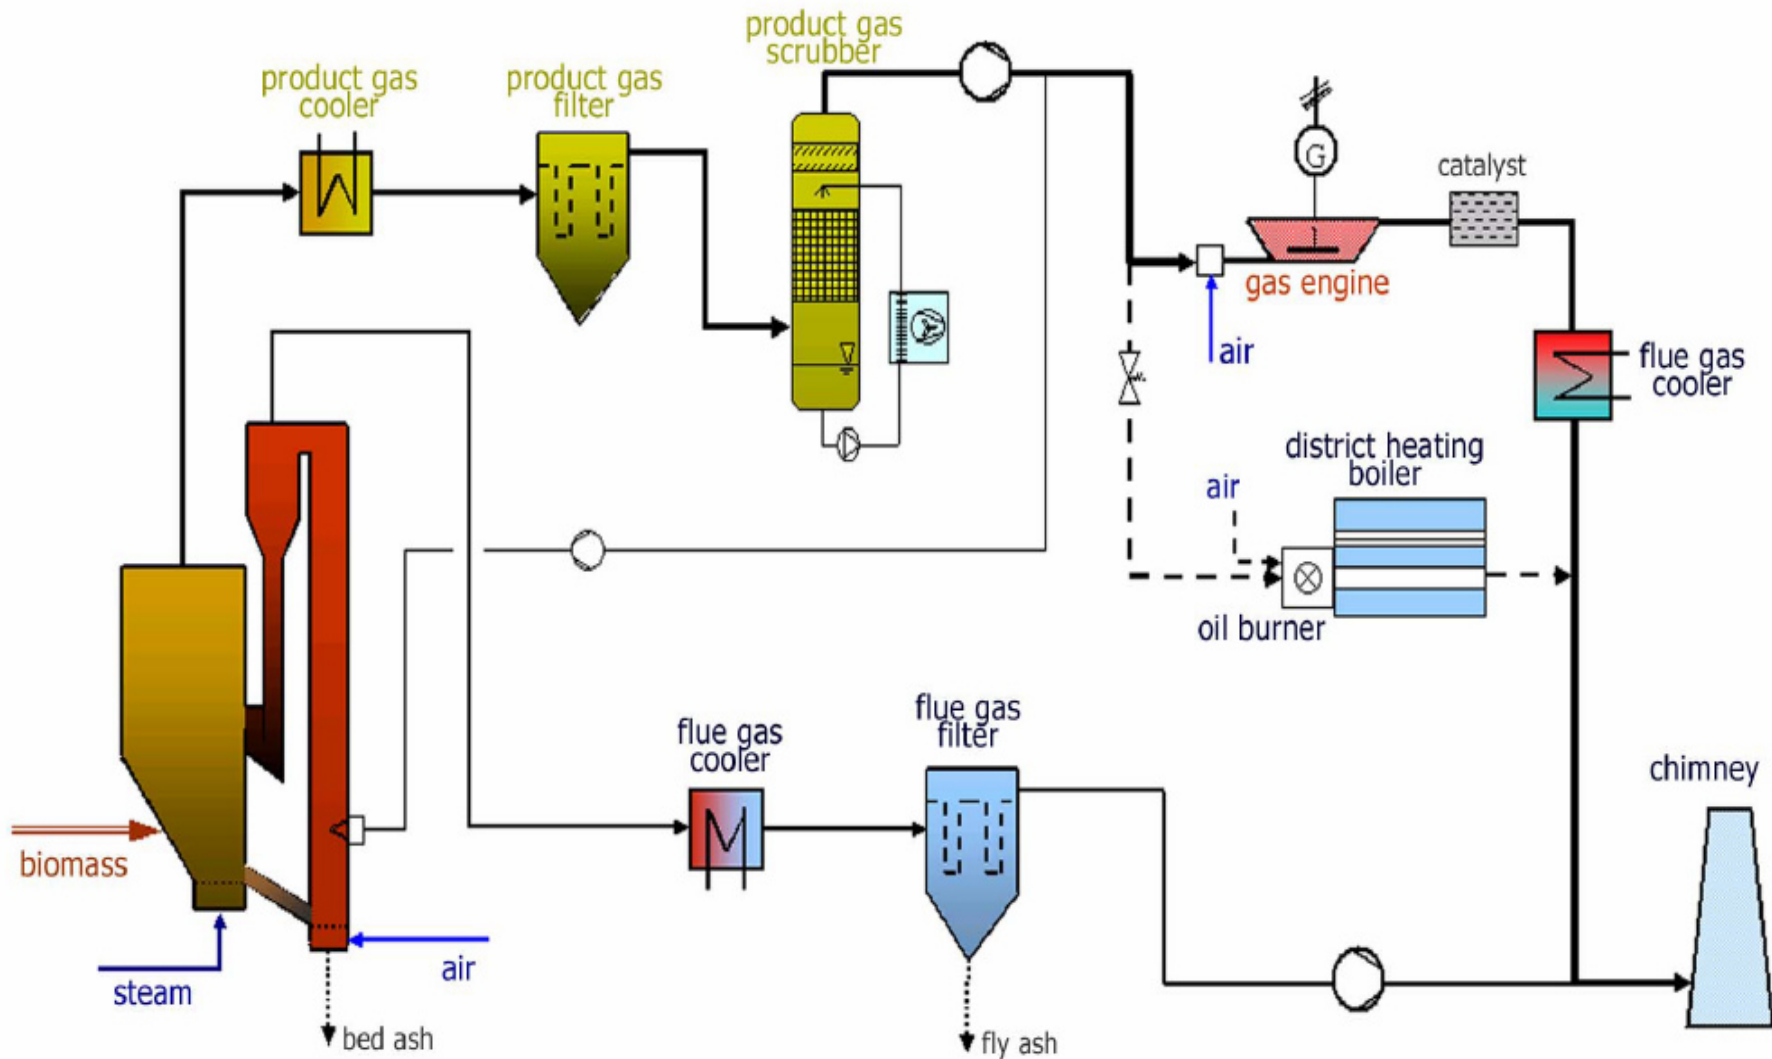 product gas
scrubber
product gas
cooler
product gas
filter
G
catalyst
gas engine
air
flue gas
cooler
district heating
boiler
air
oil burner
flue gas
cooler
flue gas
filter
chimney
biomass
steam
air
bed ash
fly ash